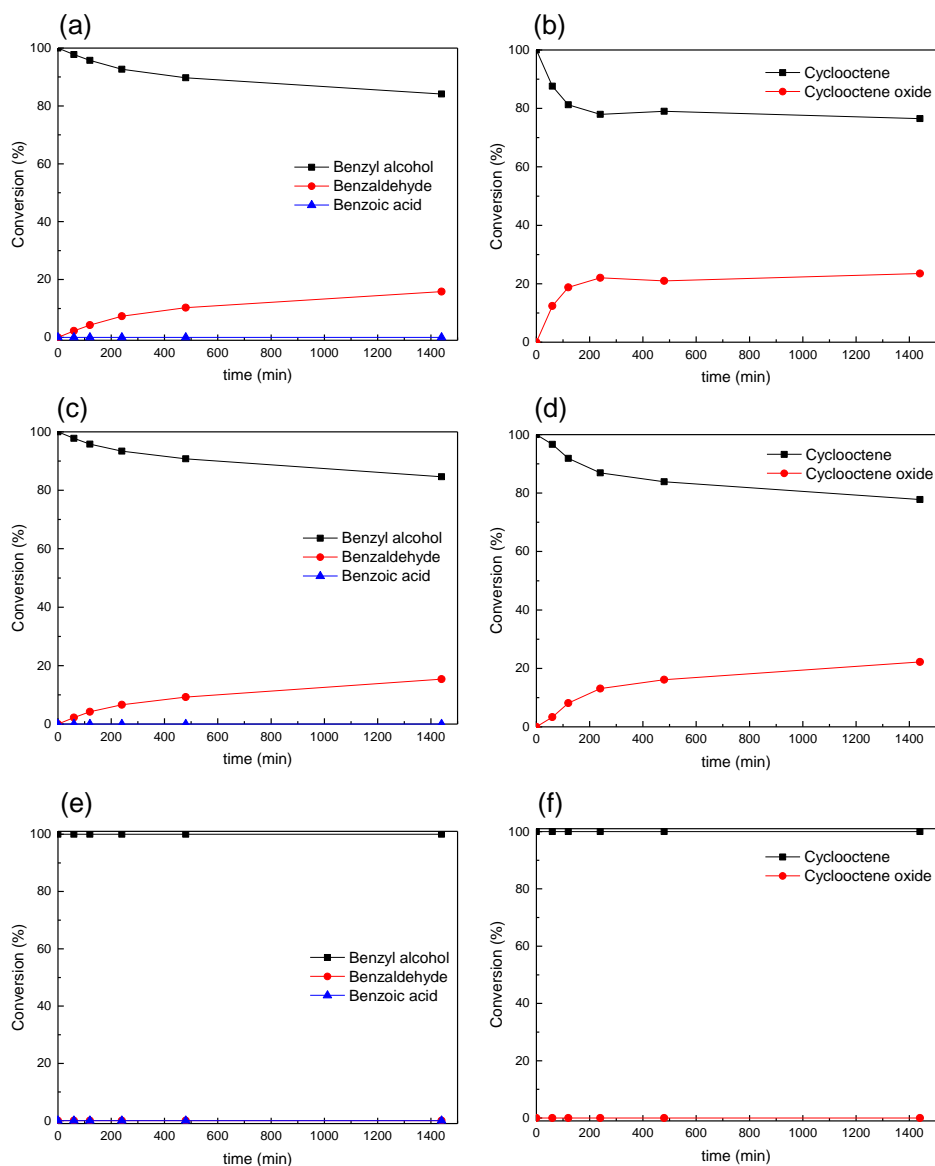 (a)
100
80
60
40
20
0
Conversion (%)
Benzyl alcohol
Benzaldehyde
Benzoic acid
0 200 400 600 800 1000 1200 1400
time (min)
(b)
100
80
60
40
20
0
Conversion (%)
Cyclooctene
Cyclooctene oxide
0 200 400 600 800 1000 1200 1400
time (min)
(c)
100
80
60
40
20
0
Conversion (%)
Benzyl alcohol
Benzaldehyde
Benzoic acid
0 200 400 600 800 1000 1200 1400
time (min)
(d)
100
80
60
40
20
0
Conversion (%)
Cyclooctene
Cyclooctene oxide
0 200 400 600 800 1000 1200 1400
time (min)
(e)
100
80
60
40
20
0
Conversion (%)
Benzyl alcohol
Benzaldehyde
Benzoic acid
0 200 400 600 800 1000 1200 1400
time (min)
(f)
100
80
60
40
20
0
Conversion (%)
Cyclooctene
Cyclooctene oxide
0 200 400 600 800 1000 1200 1400
time (min)